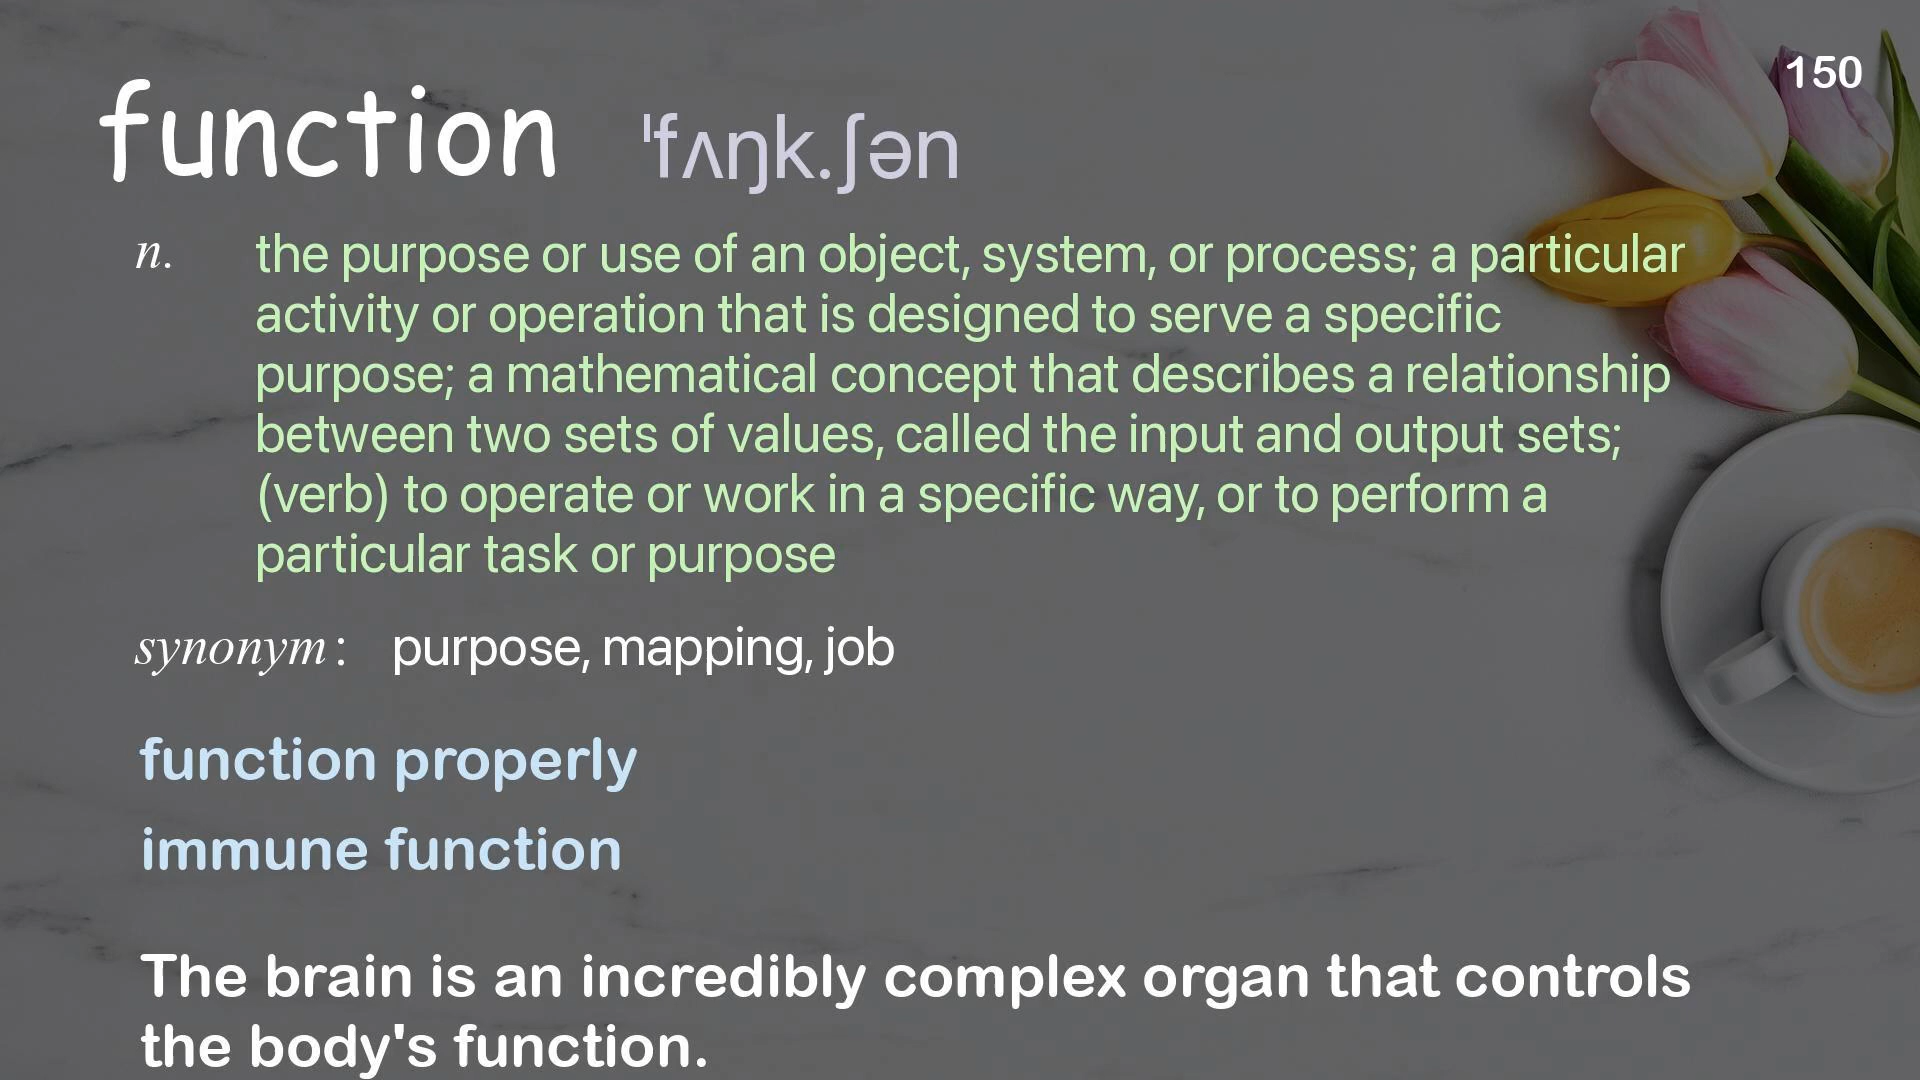 150
function ˈfʌŋk.ʃən
n. the purpose or use of an object, system, or process; a particular
activity or operation that is designed to serve a specific
purpose; a mathematical concept that describes a relationship
between two sets of values, called the input and output sets;
(verb) to operate or work in a specific way, or to perform a
particular task or purpose
synonym: purpose, mapping, job
function properly
immune function
The brain is an incredibly complex organ that controls
the body's function.